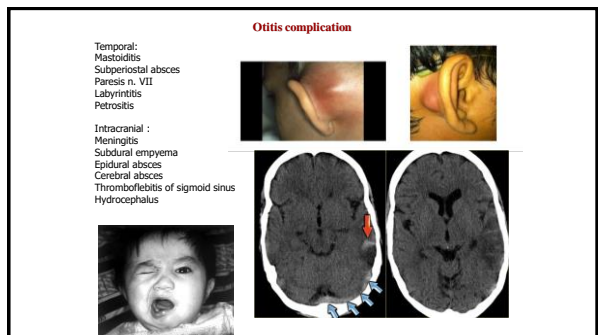 Otitis complication
Temporal:
Mastoiditis
Subperiostal absces
Paresis n. VII
Labyrintitis
Petrositis
Intracranial :
Meningitis
Subdural empyema
Epidural absces
Cerebral absces
Thromboflebitis of sigmoid sinus
Hydrocephalus